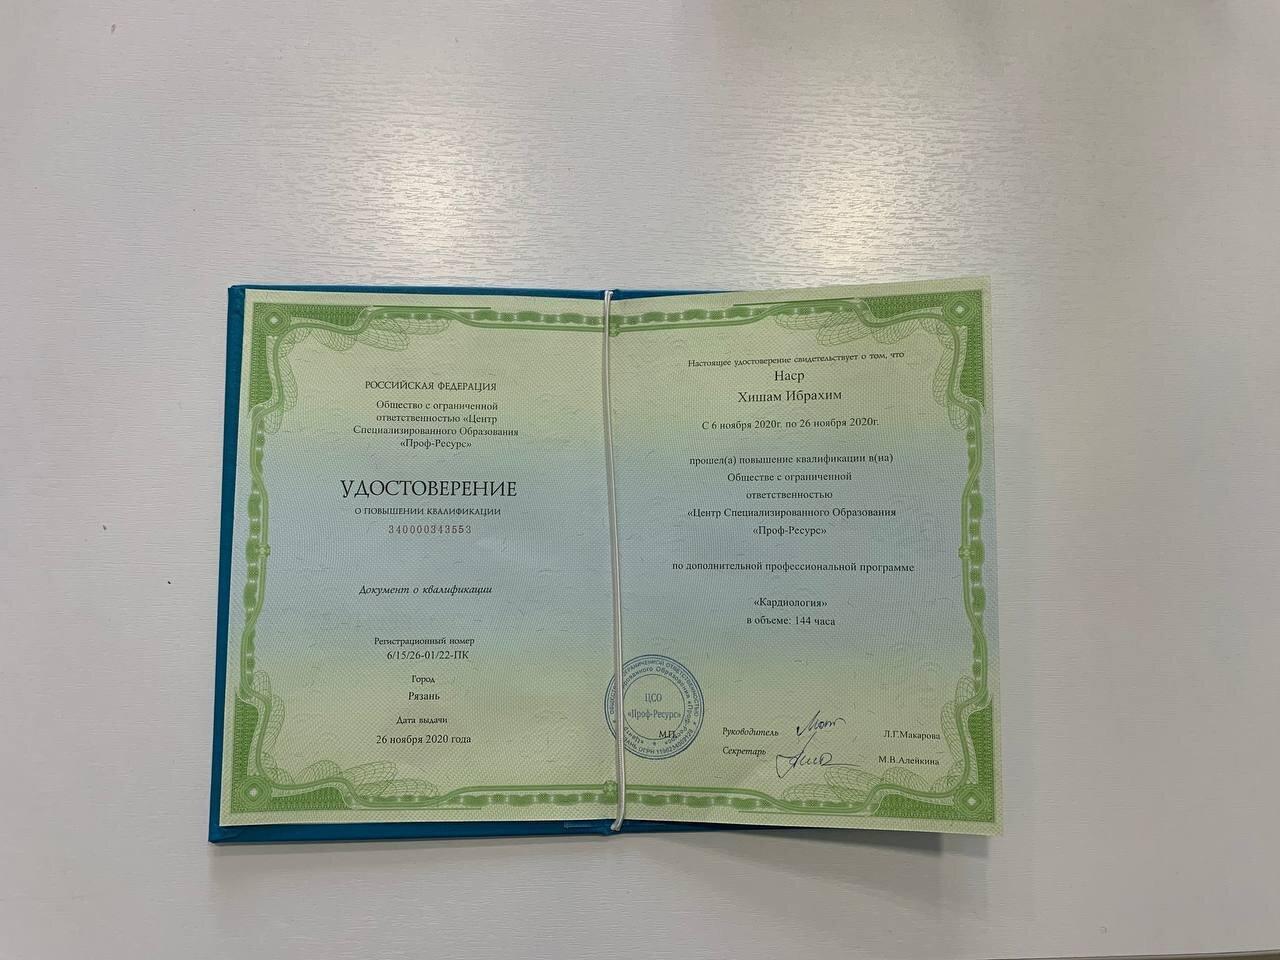 РОССИЙСКАЯ ФЕДЕРАЦИЯ
Общество с ограниченной
ответственностью «Центр
Специализированного Образования
«Проф-Ресурс»
УДОСТОВЕРЕНИЕ
О ПОВЫШЕНИИ КВАЛИФИКАЦИИ
340000343553
Документ о квалификации
Регистрационный номер
6/15/26-01/22-ПК
Город
Рязань
Дата выдачи
26 ноября 2020 года
Настоящее удостоверение свидетельствует о том, что
Наср
Хишам Ибрахим
С 6 ноября 2020г. по 26 ноября 2020г.
прошел(а) повышение квалификации в(на)
Обществе с ограниченной
ответственностью
«Центр Специализированного Образования
«Проф-Ресурс»
по дополнительной профессиональной программе
«Кардиология»
в объеме: 144 часа
ЦСО
«Проф-Ресурс»
М.П.
Руководитель
Л.Г.Макарова
Секретарь
М.В.Алейкина